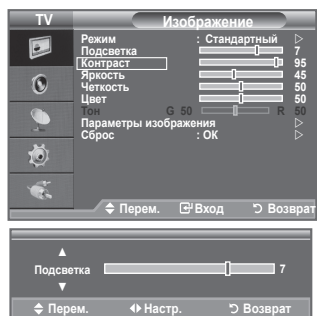 TV Изображение
Режим : Стандартный
Подсветка 7
Контраст 95
Яркость 45
Четкость 50
Цвет 50
Тон G 50 R 50
Параметры изображения
Сброс : OK
Перем. Вход Возврат
Подсветка 7
Перем. Настр. Возврат